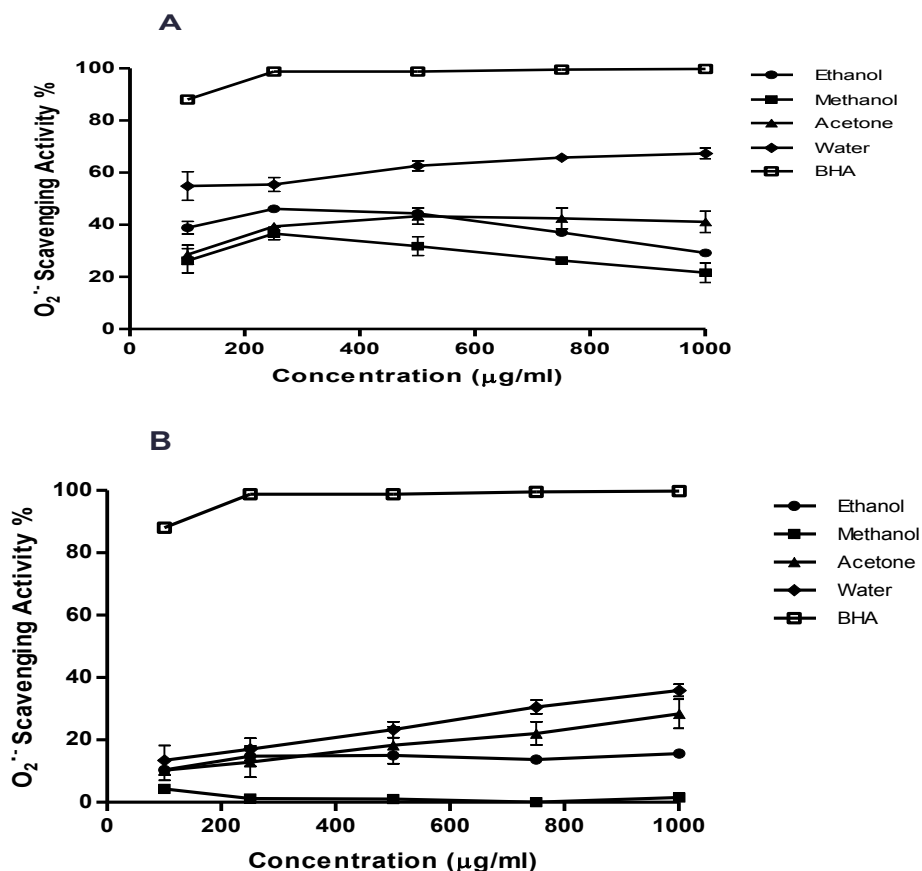 A
O₂˙⁻ Scavenging Activity %
100
80
60
40
20
0
0 200 400 600 800 1000
Concentration (µg/ml)
Ethanol
Methanol
Acetone
Water
BHA
B
O₂˙⁻ Scavenging Activity %
100
80
60
40
20
0
0 200 400 600 800 1000
Concentration (µg/ml)
Ethanol
Methanol
Acetone
Water
BHA